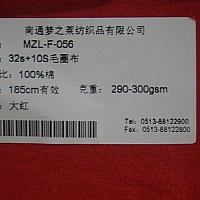 南通梦之莱纺织品有限公司
MZL-F-056
: 32s+10S毛圈布
比: 100%棉
: 185cm有效 克重: 290-300gsm
: 大红
Tel: 0513-88122900
Fax: 0513-88122800